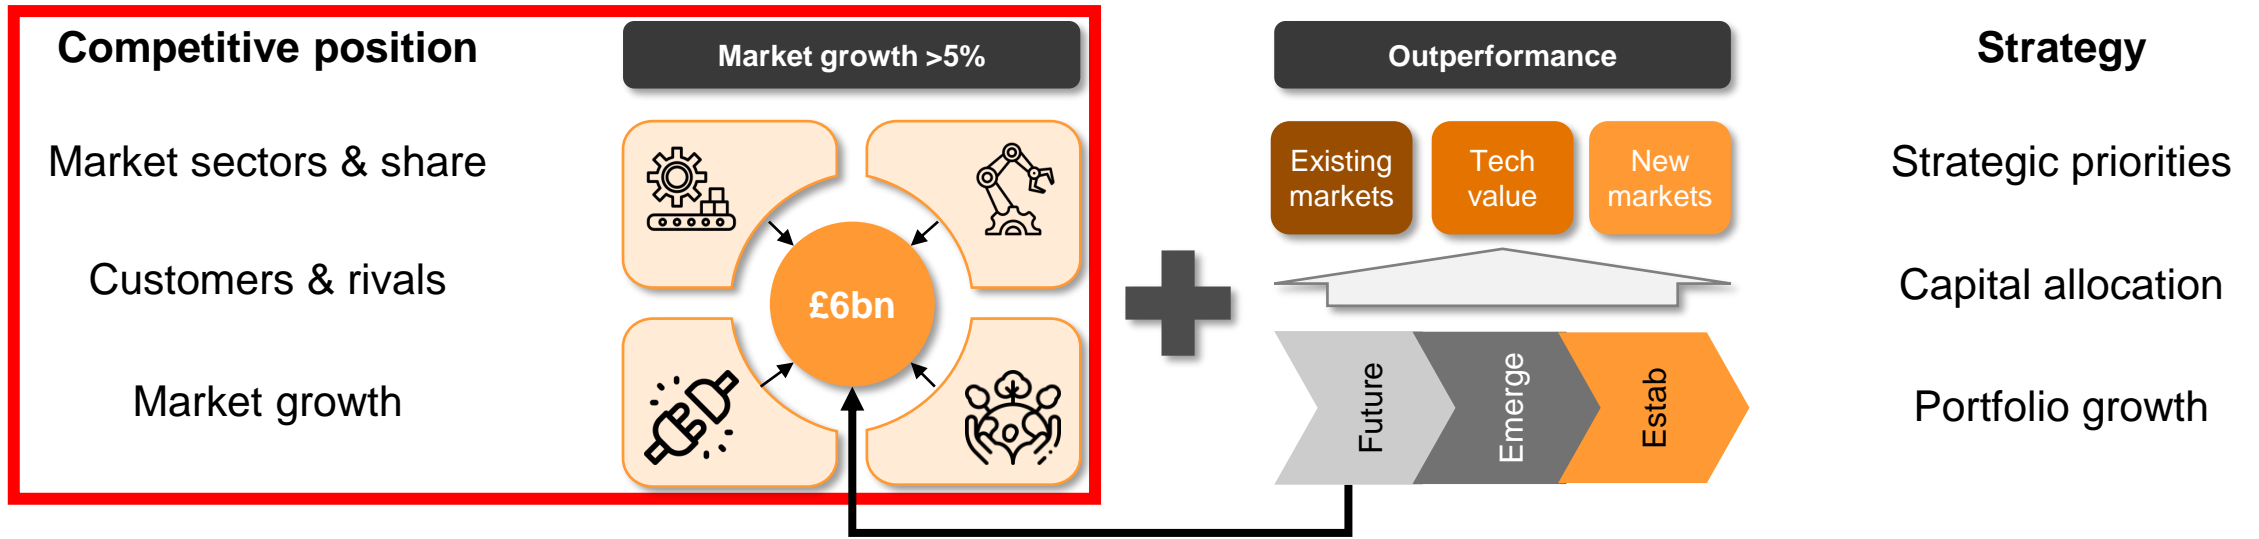 Competitive position
Market sectors & share
Customers & rivals
Market growth
Market growth >5%
£6bn
Outperformance
Existing
markets
Tech
value
New
markets
Future
Emerge
Estab
Strategy
Strategic priorities
Capital allocation
Portfolio growth